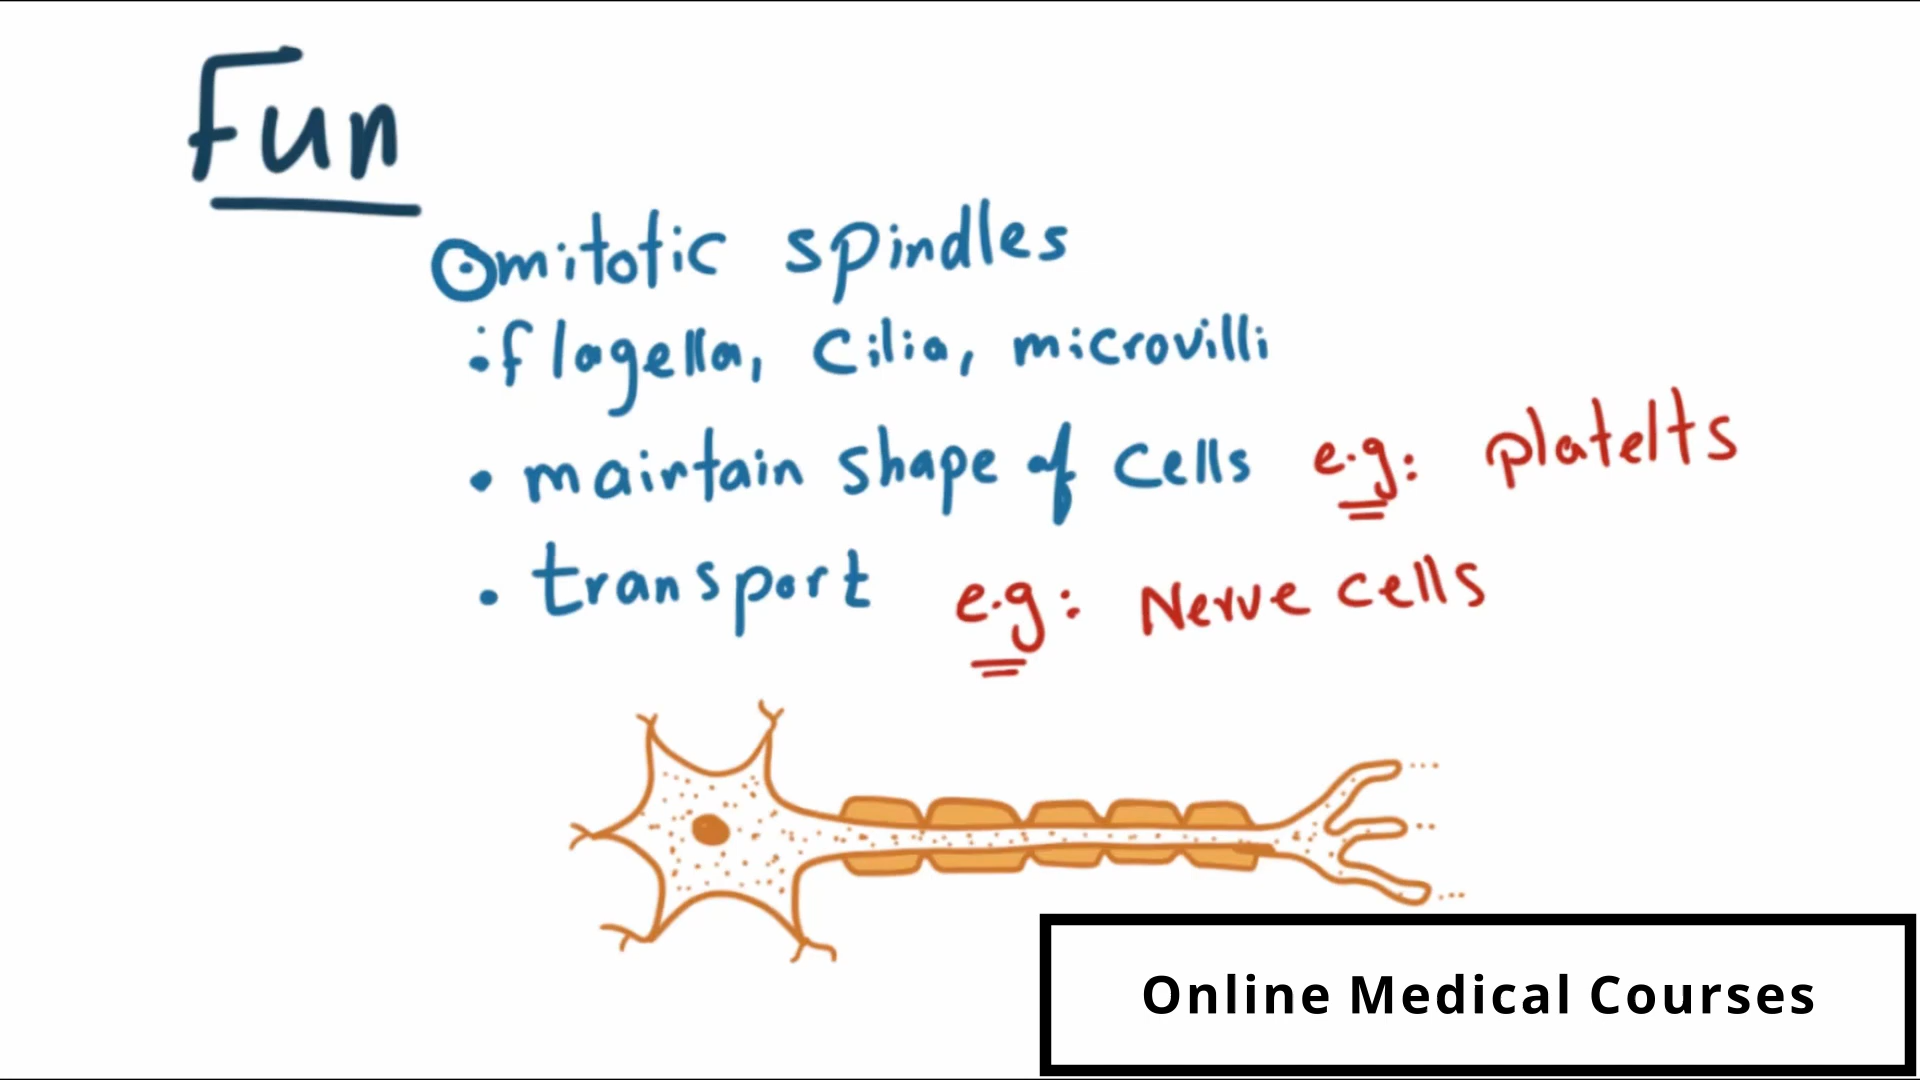 Fun
mitotic spindles
• flagella, cilia, microvilli
• maintain shape of cells e.g: platelts
• transport e.g: Nerve cells
Online Medical Courses